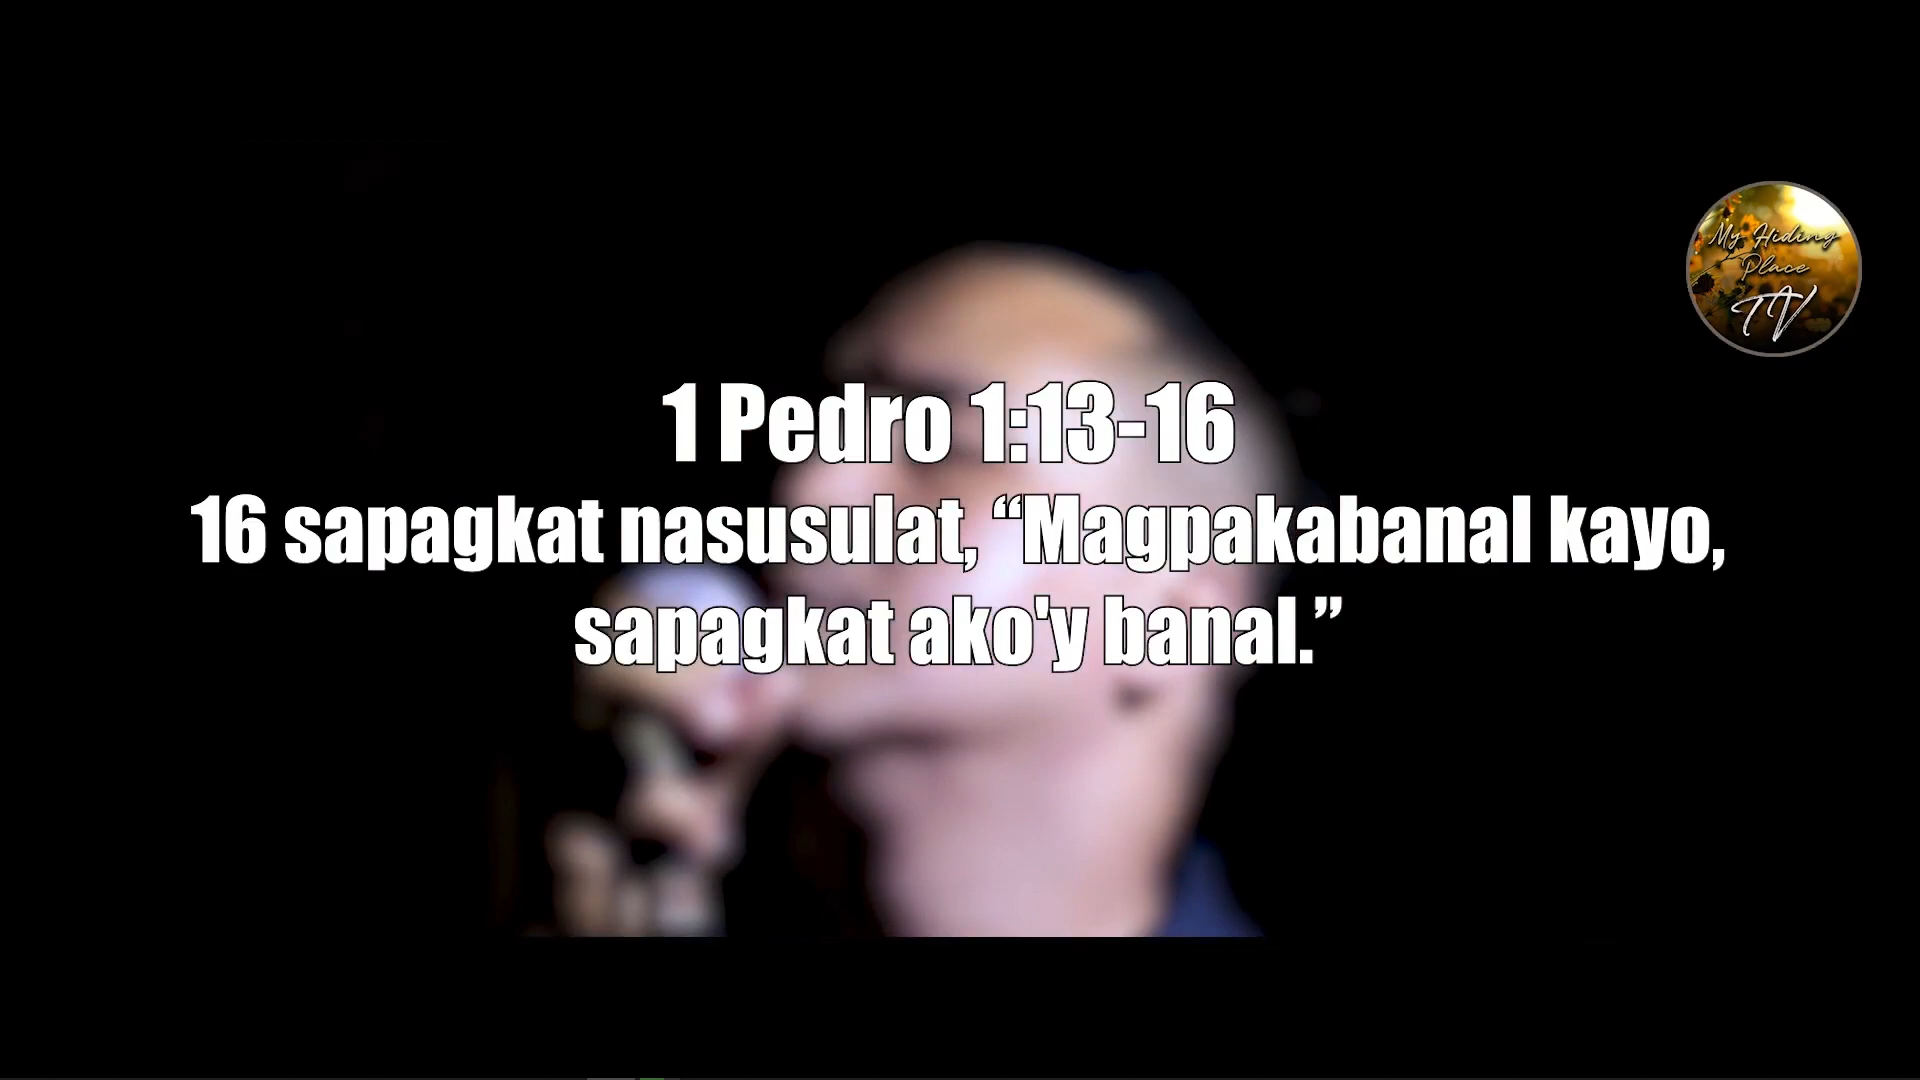 My Hiding
Place
TV
1 Pedro 1:13-16
16 sapagkat nasusulat, “Magpakabanal kayo,
sapagkat ako'y banal.”